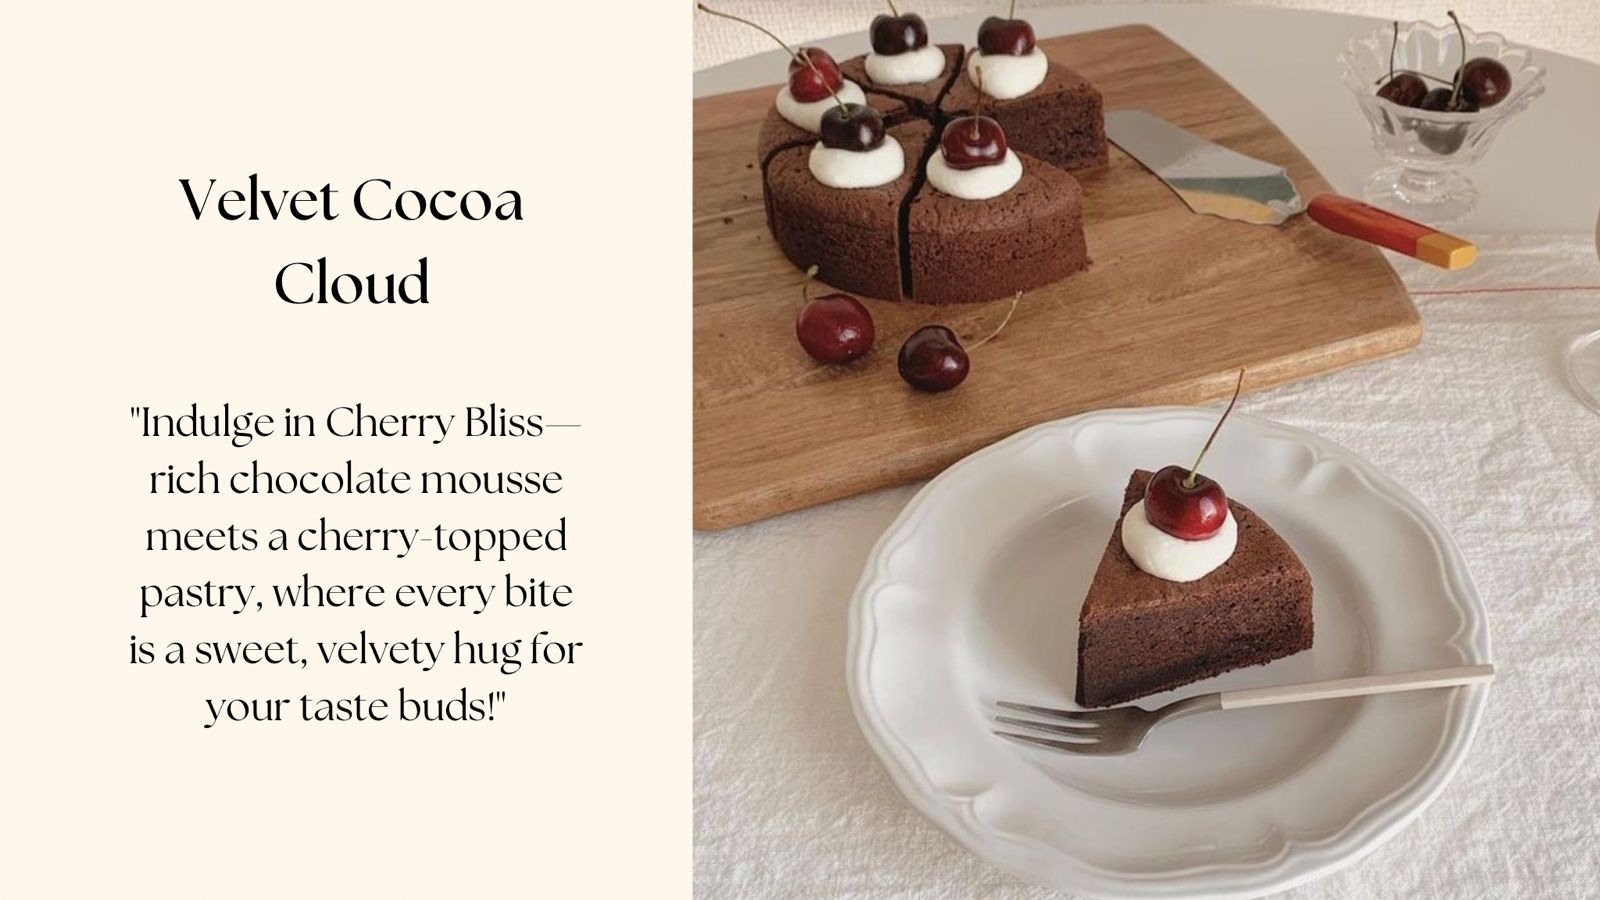 Velvet Cocoa
Cloud
"Indulge in Cherry Bliss—
rich chocolate mousse
meets a cherry-topped
pastry, where every bite
is a sweet, velvety hug for
your taste buds!"